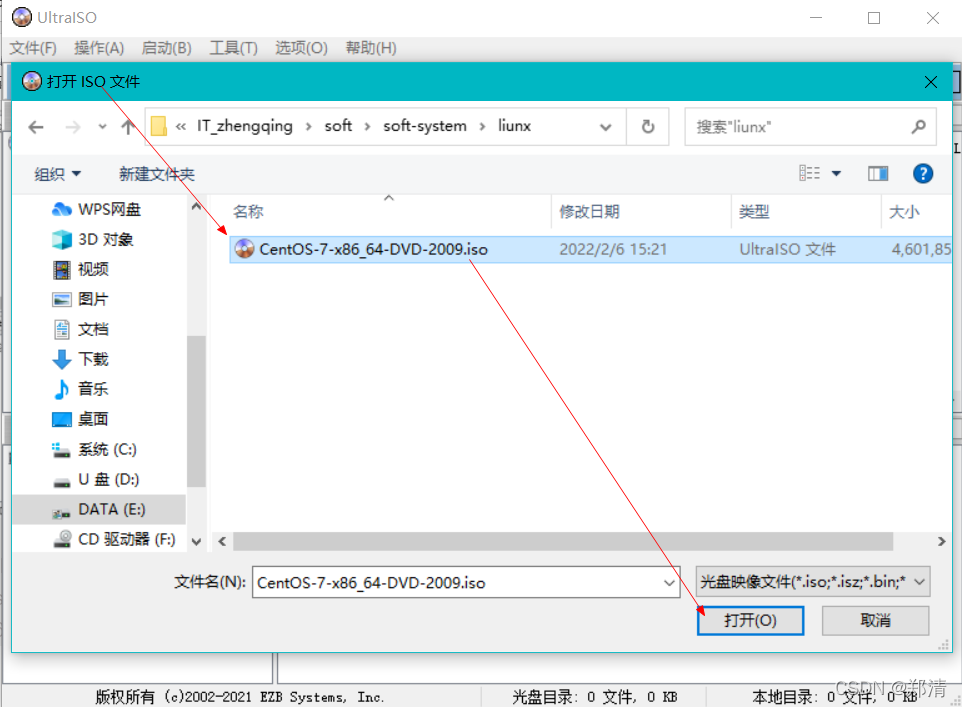 UltraISO
文件(F) 操作(A) 启动(B) 工具(T) 选项(O) 帮助(H)
打开 ISO 文件
« IT_zhengqing › soft › soft-system › liunx
搜索"liunx"
组织 新建文件夹
WPS网盘
3D 对象
视频
图片
文档
下载
音乐
桌面
系统 (C:)
U 盘 (D:)
DATA (E:)
CD 驱动器 (F:)
名称 修改日期 类型 大小
CentOS-7-x86_64-DVD-2009.iso 2022/2/6 15:21 UltraISO 文件 4,601,85
文件名(N): CentOS-7-x86_64-DVD-2009.iso 光盘映像文件(*.iso;*.isz;*.bin;*
打开(O) 取消
版权所有 (c)2002-2021 EZB Systems, Inc. 光盘目录: 0 文件, 0 KB 本地目录: 0 文件, 0 KB
CSDN @郑清